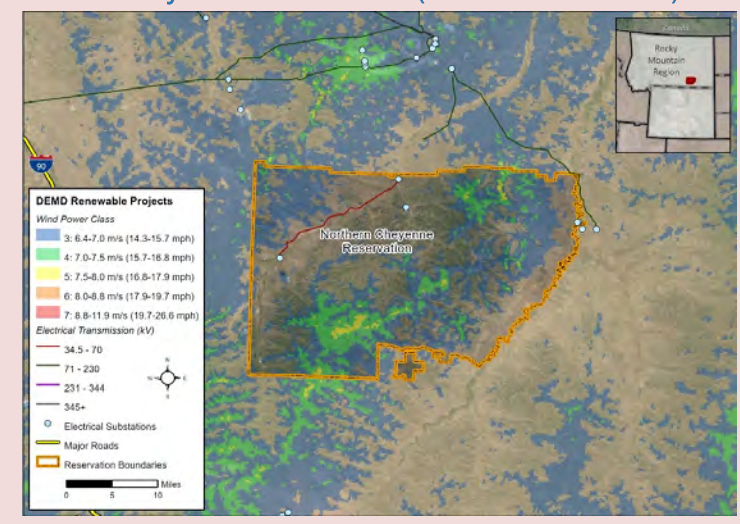 Canada
Rocky
Mountain
Region
90
DEMD Renewable Projects
Wind Power Class
3: 6.4-7.0 m/s (14.3-15.7 mph)
4: 7.0-7.5 m/s (15.7-16.8 mph)
5: 7.5-8.0 m/s (16.8-17.9 mph)
6: 8.0-8.8 m/s (17.9-19.7 mph)
7: 8.8-11.9 m/s (19.7-26.6 mph)
Electrical Transmission (kV)
34.5 - 70
71 - 230
231 - 344
345+
N
W E
S
Electrical Substations
Major Roads
Reservation Boundaries
Miles
0 5 10
Northern Cheyenne
Reservation